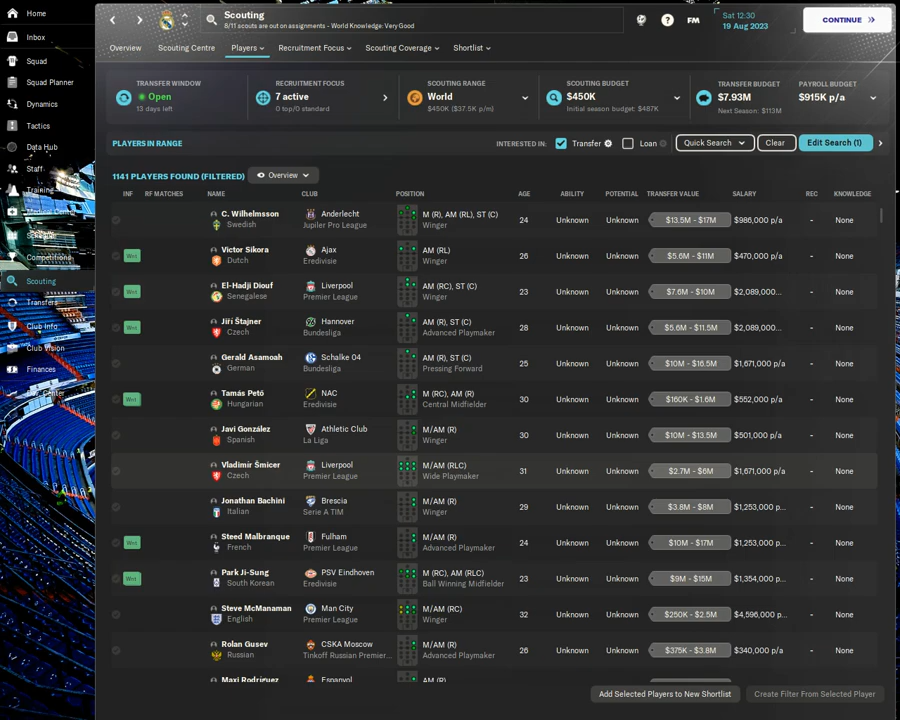 Home
Inbox
Squad
Squad Planner
Dynamics
Tactics
Data Hub
Staff
Training
Competitions
Scouting
Transfers
Club Info
Club Vision
Finances
Scouting
8/11 scouts are out on assignments - World Knowledge: Very Good
? FM
Sat 12:30
19 Aug 2023
CONTINUE
Overview Scouting Centre Players Recruitment Focus Scouting Coverage Shortlist
TRANSFER WINDOW
Open
13 days left
RECRUITMENT FOCUS
7 active
0 top/0 standard
SCOUTING RANGE
World
$450K ($37.5K p/m)
SCOUTING BUDGET
$450K
Initial season budget: $487K
TRANSFER BUDGET
$7.93M
Next Season: $113M
PAYROLL BUDGET
$915K p/a
PLAYERS IN RANGE
INTERESTED IN: Transfer Loan
Quick Search Clear Edit Search (1)
1141 PLAYERS FOUND (FILTERED) Overview
INF RF MATCHES NAME CLUB POSITION AGE ABILITY POTENTIAL TRANSFER VALUE SALARY REC KNOWLEDGE
C. Wilhelmsson Anderlecht M (R), AM (RL), ST (C) 24 Unknown Unknown $13.5M - $17M $986,000 p/a - None
Swedish Jupiler Pro League Winger
Wnt Victor Sikora Ajax AM (RL) 26 Unknown Unknown $5.6M - $11M $470,000 p/a - None
Dutch Eredivisie Winger
Wnt El-Hadji Diouf Liverpool AM (RC), ST (C) 23 Unknown Unknown $7.6M - $10M $2,089,000... - None
Senegalese Premier League Winger
Wnt Jiří Štajner Hannover AM (R), ST (C) 28 Unknown Unknown $5.6M - $11.5M $2,089,000... - None
Czech Bundesliga Advanced Playmaker
Gerald Asamoah Schalke 04 AM (R), ST (C) 25 Unknown Unknown $10M - $16.5M $1,671,000 p/a - None
German Bundesliga Pressing Forward
Wnt Tamás Pető NAC M (RC), AM (R) 30 Unknown Unknown $160K - $1.6M $552,000 p/a - None
Hungarian Eredivisie Central Midfielder
Javi González Athletic Club M/AM (R) 30 Unknown Unknown $10M - $13.5M $501,000 p/a - None
Spanish La Liga Winger
Vladimír Šmicer Liverpool M/AM (RLC) 31 Unknown Unknown $2.7M - $6M $1,671,000 p/a - None
Czech Premier League Wide Playmaker
Jonathan Bachini Brescia M/AM (R) 29 Unknown Unknown $3.8M - $8M $1,253,000 p... - None
Italian Serie A TIM Winger
Wnt Steed Malbranque Fulham M/AM (R) 24 Unknown Unknown $10M - $17M $1,253,000 p... - None
French Premier League Advanced Playmaker
Wnt Park Ji-Sung PSV Eindhoven M (RC), AM (RLC) 23 Unknown Unknown $9M - $15M $1,354,000 p... - None
South Korean Eredivisie Ball Winning Midfielder
Steve McManaman Man City M/AM (RC) 32 Unknown Unknown $250K - $2.5M $4,596,000 p... - None
English Premier League Winger
Rolan Gusev CSKA Moscow M/AM (R) 26 Unknown Unknown $375K - $3.8M $340,000 p/a - None
Russian Tinkoff Russian Premier... Advanced Playmaker
Maxi Rodríguez Espanyol AM (R)
Add Selected Players to New Shortlist Create Filter From Selected Player